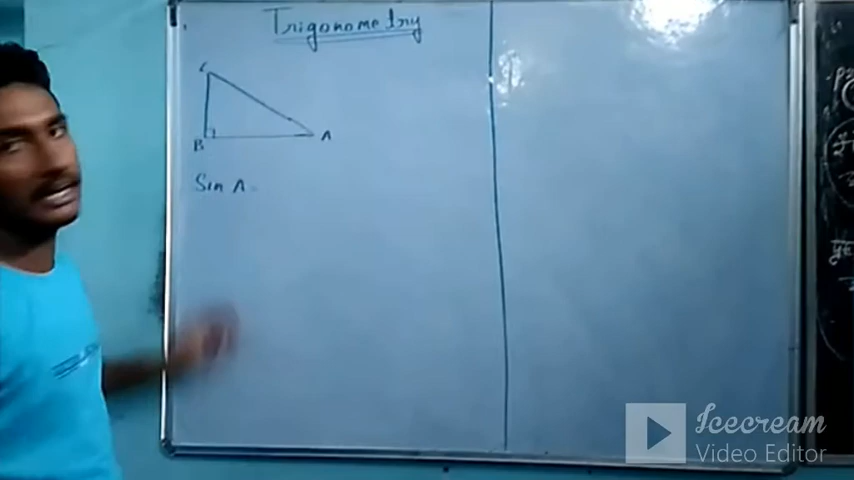 Trigonometry
C
B
A
Sin A =
Icecream
Video Editor